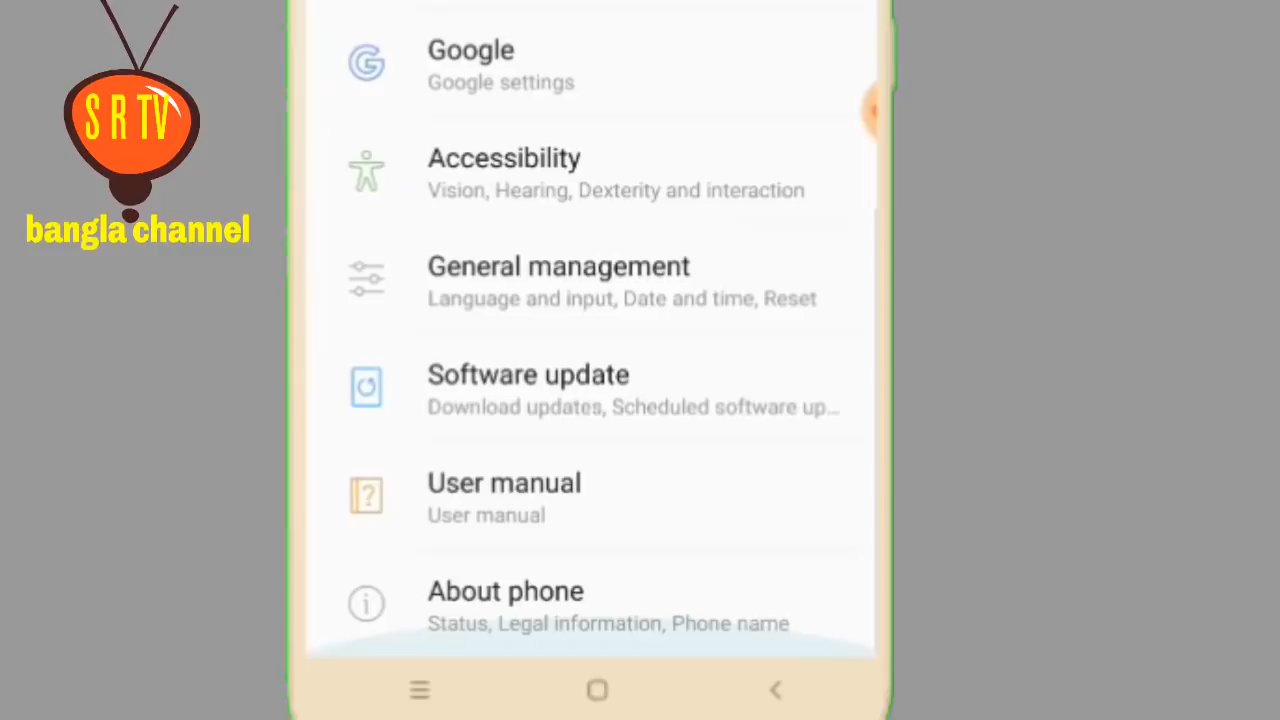 S R TV
bangla channel
Google
Google settings
Accessibility
Vision, Hearing, Dexterity and interaction
General management
Language and input, Date and time, Reset
Software update
Download updates, Scheduled software up...
User manual
User manual
About phone
Status, Legal information, Phone name